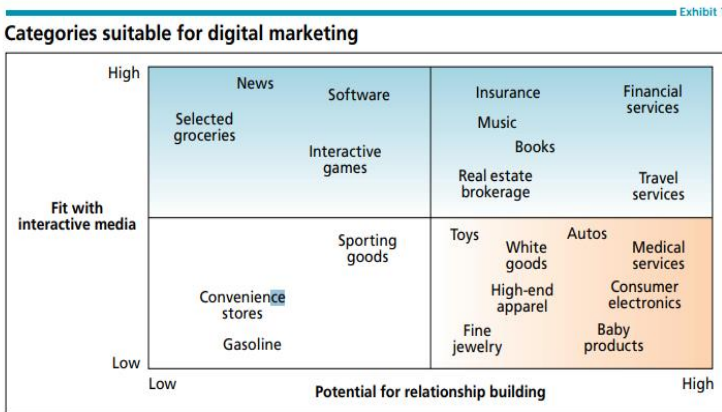 Exhibit 1
Categories suitable for digital marketing
High
News
Software
Selected
groceries
Interactive
games
Insurance
Financial
services
Music
Books
Real estate
brokerage
Travel
services
Fit with
interactive media
Sporting
goods
Convenience
stores
Gasoline
Toys
White
goods
Autos
Medical
services
High-end
apparel
Consumer
electronics
Fine
jewelry
Baby
products
Low
Low
Potential for relationship building
High